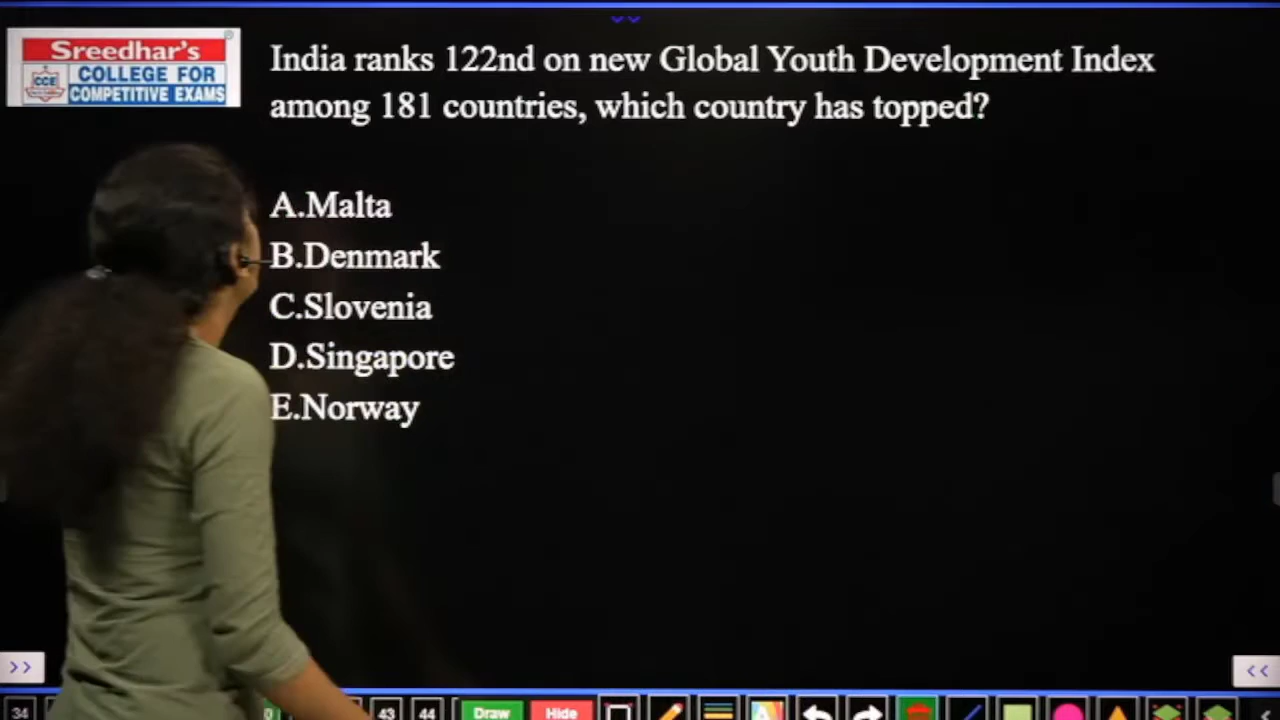 Sreedhar's
CCE
COLLEGE FOR
COMPETITIVE EXAMS
®
India ranks 122nd on new Global Youth Development Index
among 181 countries, which country has topped?
A.Malta
B.Denmark
C.Slovenia
D.Singapore
E.Norway
>>
<<
34
43
44
Draw
Hide